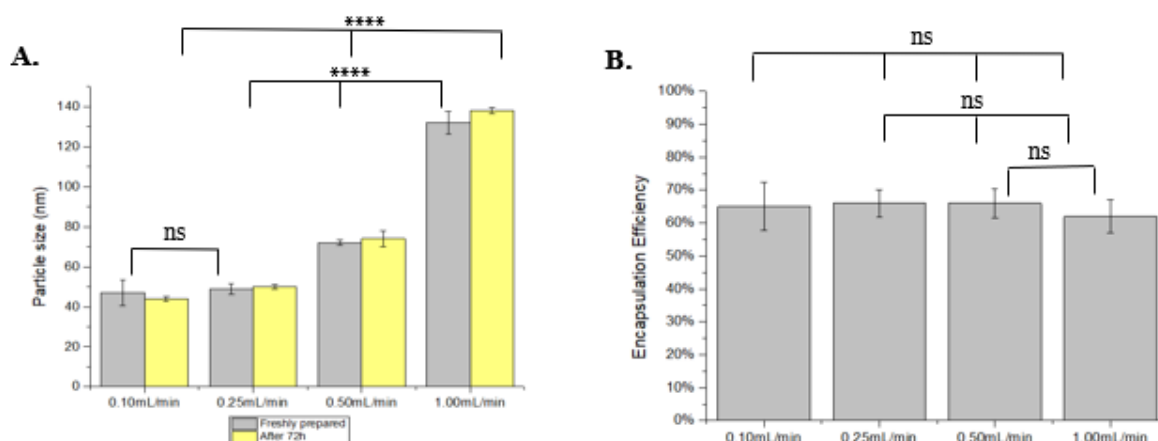 A.
****
****
ns
Particle size (nm)
140
120
100
80
60
40
20
0
0.10mL/min 0.25mL/min 0.50mL/min 1.00mL/min
Freshly prepared
After 72h
B.
ns
ns
ns
Encapsulation Efficiency
100%
90%
80%
70%
60%
50%
40%
30%
20%
10%
0%
0.10mL/min 0.25mL/min 0.50mL/min 1.00mL/min